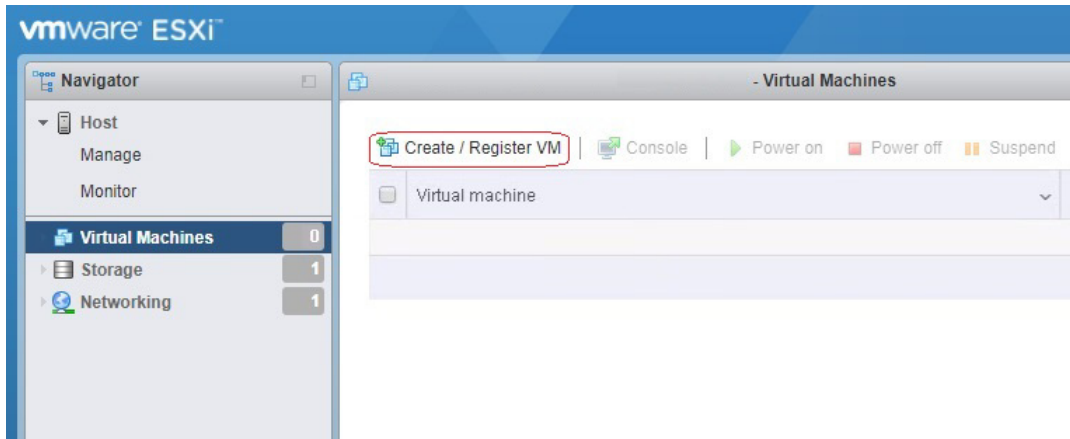 vmware ESXi™
Navigator
- Virtual Machines
Host
Manage
Monitor
Create / Register VM | Console | Power on Power off Suspend
Virtual machine
Virtual Machines 0
Storage 1
Networking 1